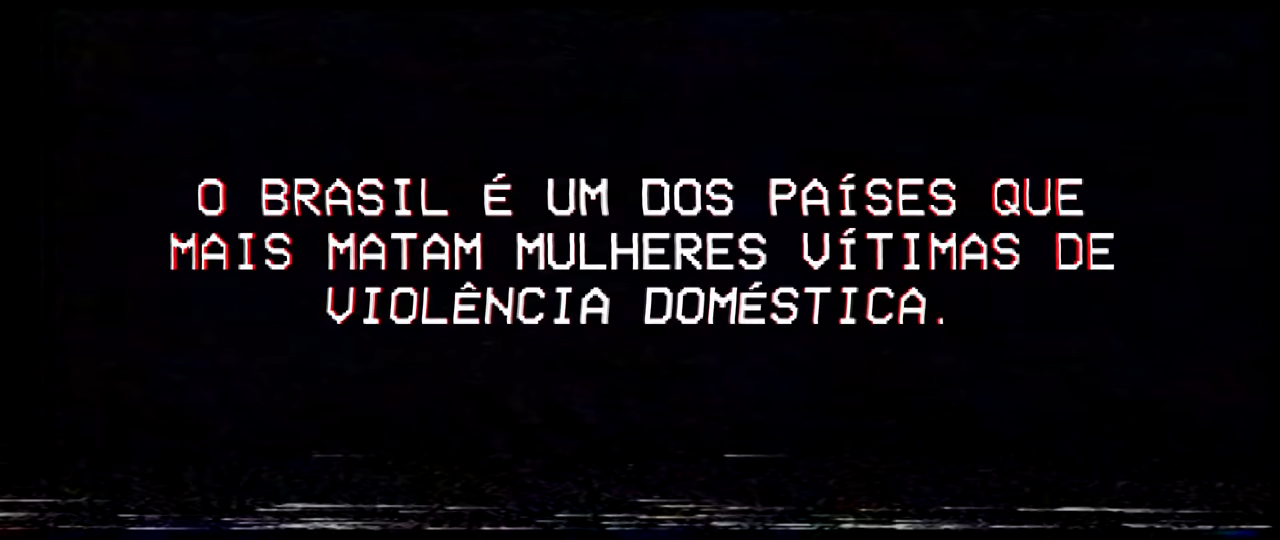 O BRASIL É UM DOS PAÍSES QUE
MAIS MATAM MULHERES VÍTIMAS DE
VIOLÊNCIA DOMÉSTICA.